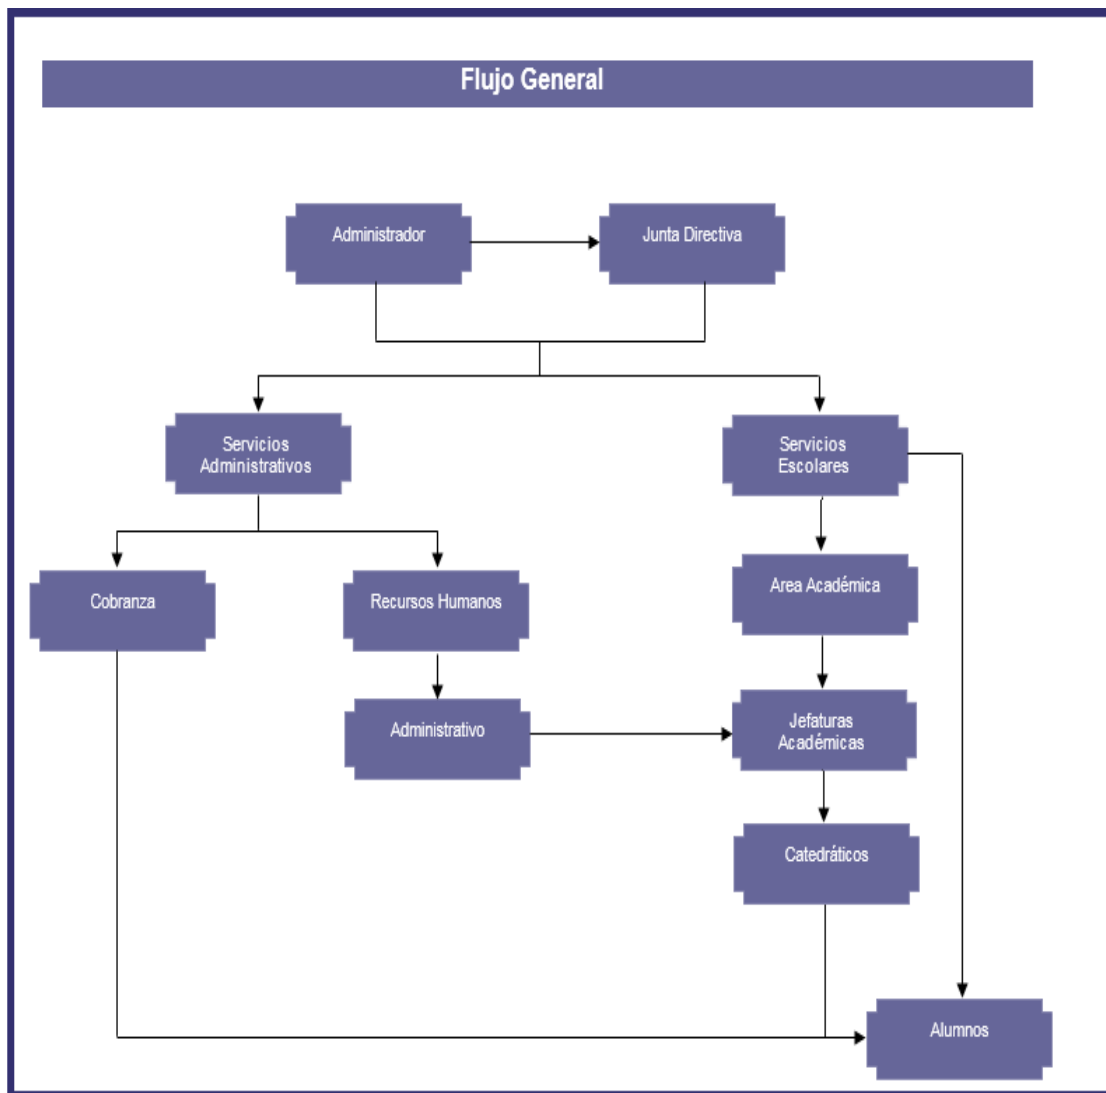 Flujo General
Administrador
Junta Directiva
Servicios
Administrativos
Servicios
Escolares
Cobranza
Recursos Humanos
Area Académica
Administrativo
Jefaturas
Académicas
Catedráticos
Alumnos